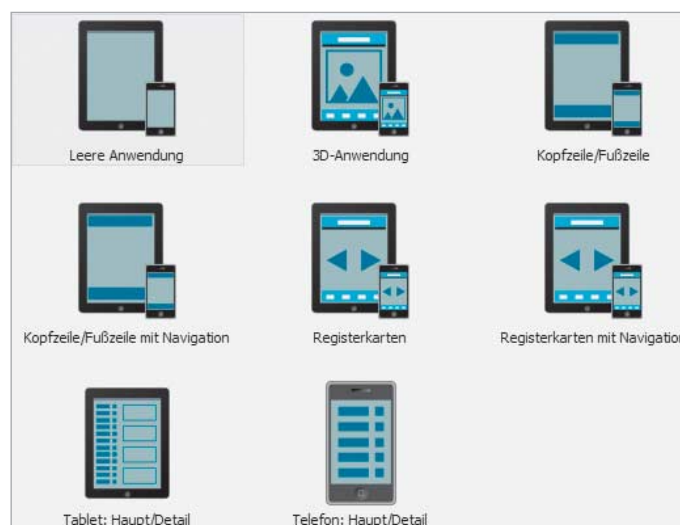 Leere Anwendung
3D-Anwendung
Kopfzeile/Fußzeile
Kopfzeile/Fußzeile mit Navigation
Registerkarten
Registerkarten mit Navigation
Tablet: Haupt/Detail
Telefon: Haupt/Detail